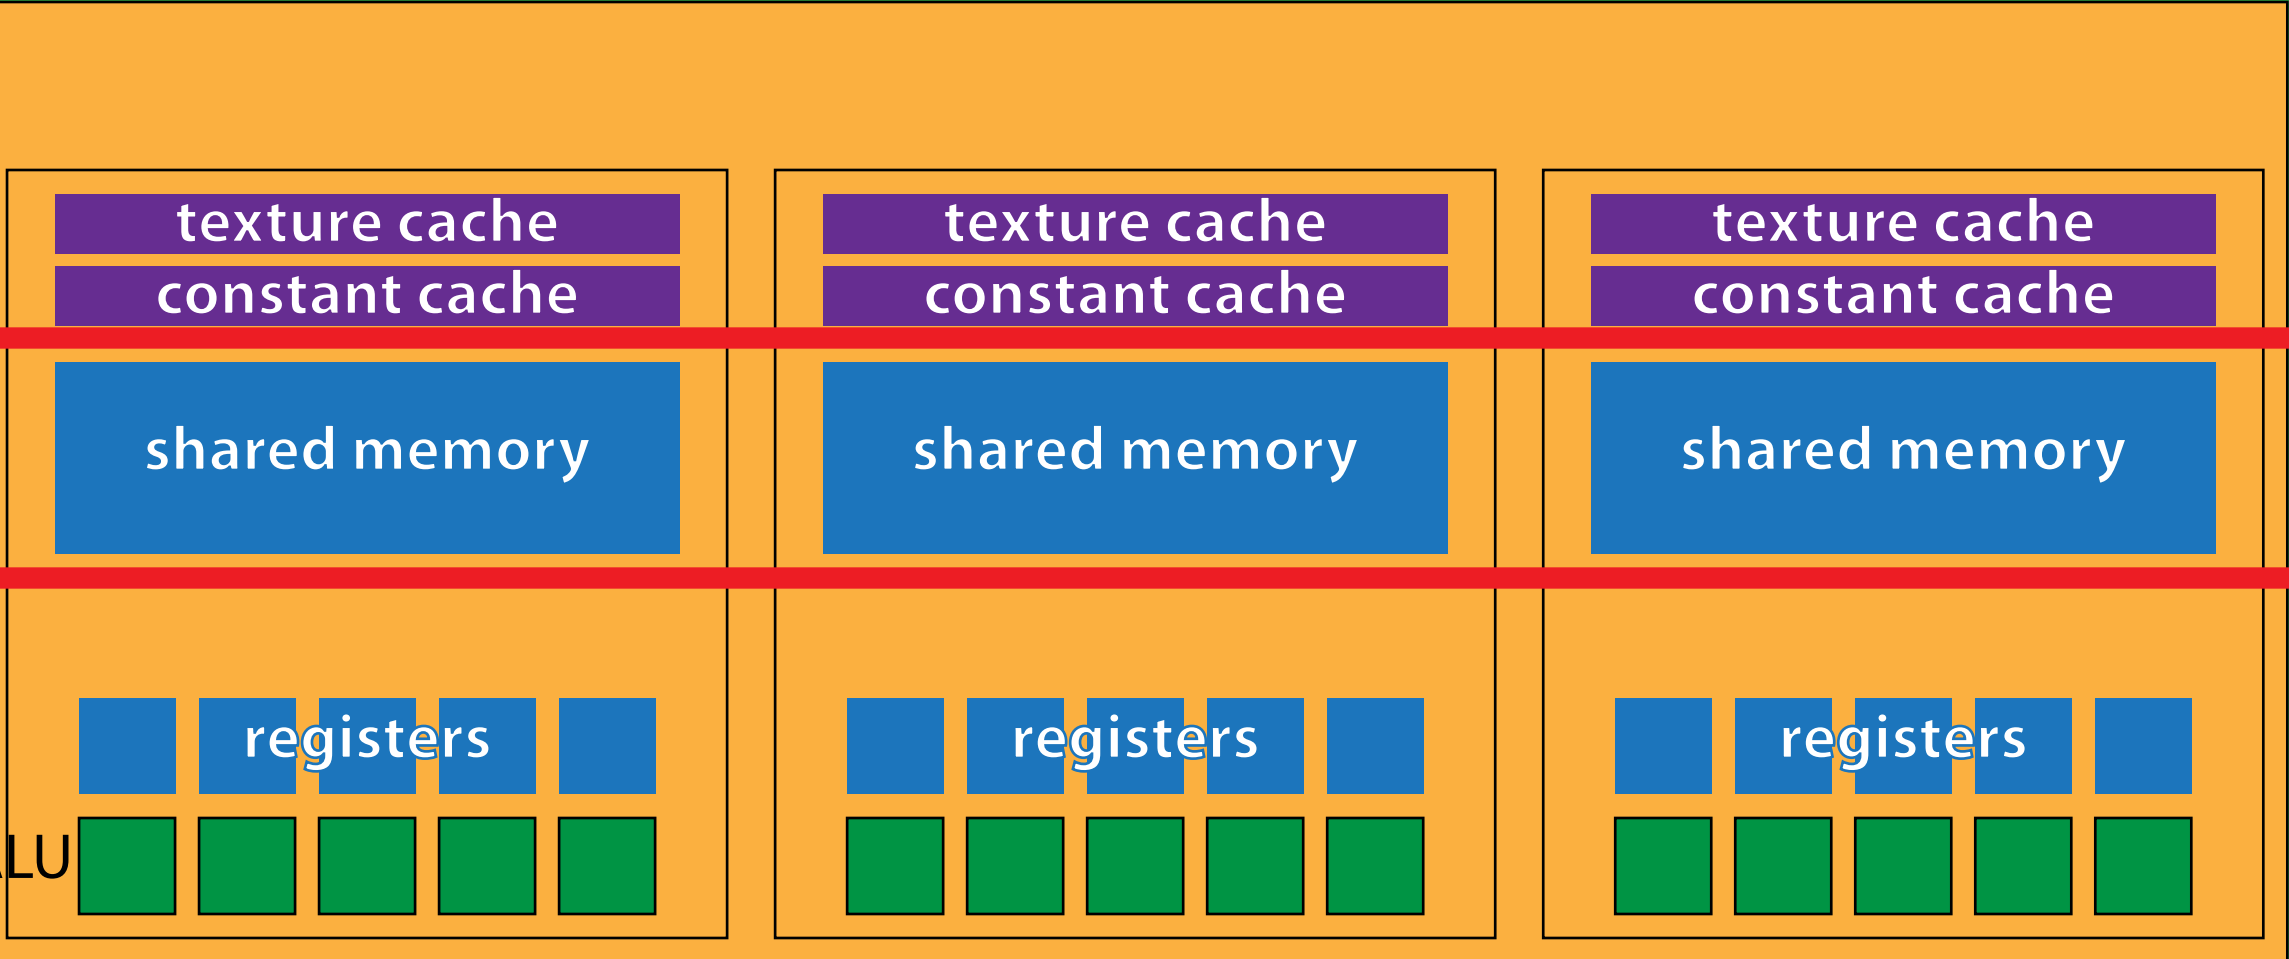 texture cache texture cache texture cache
constant cache constant cache constant cache
shared memory shared memory shared memory
registers registers registers
ALU